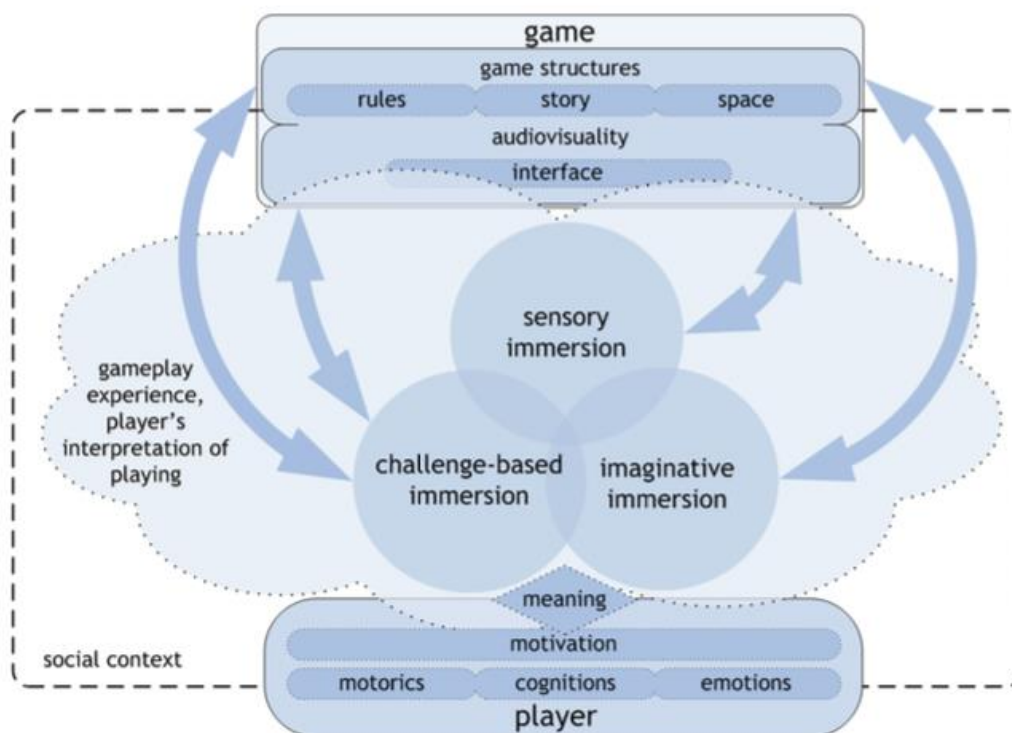 game
game structures
rules story space
audiovisuality
interface
sensory
immersion
gameplay
experience,
player's
interpretation of
playing
challenge-based
immersion
imaginative
immersion
meaning
motivation
social context
motorics cognitions emotions
player